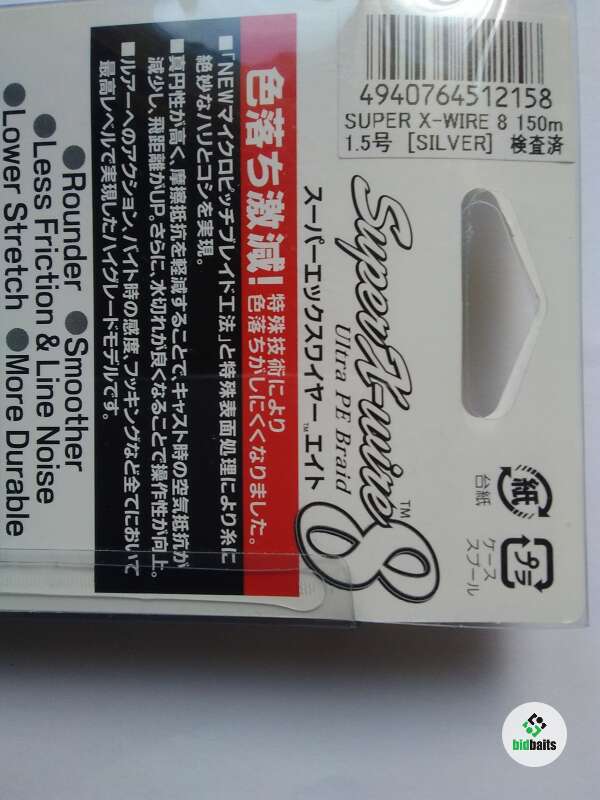 4940764512158
SUPER X-WIRE 8 150m
1.5号 [SILVER] 検査済
Super X-wire 8™
Ultra PE Braid
スーパーエックスワイヤー™エイト
色落ち激減!
特殊技術により
色落ちがしにくくなりました。
■「NEWマイクロピッチブレイド工法」と特殊表面処理により糸に
絶妙なハリとコシを実現。
■真円性が高く、摩擦抵抗を軽減することで、キャスト時の空気抵抗が
減少し、飛距離がUP。さらに、水切れが良くなることで操作性が向上。
■ルアーへのアクション、バイト時の感度、フッキングなど全てにおいて
最高レベルで実現したハイグレードモデルです。
●Rounder ●Smoother
●Less Friction & Line Noise
●Lower Stretch ●More Durable
紙
台紙
プラ
ケース
スプール
bidbaits